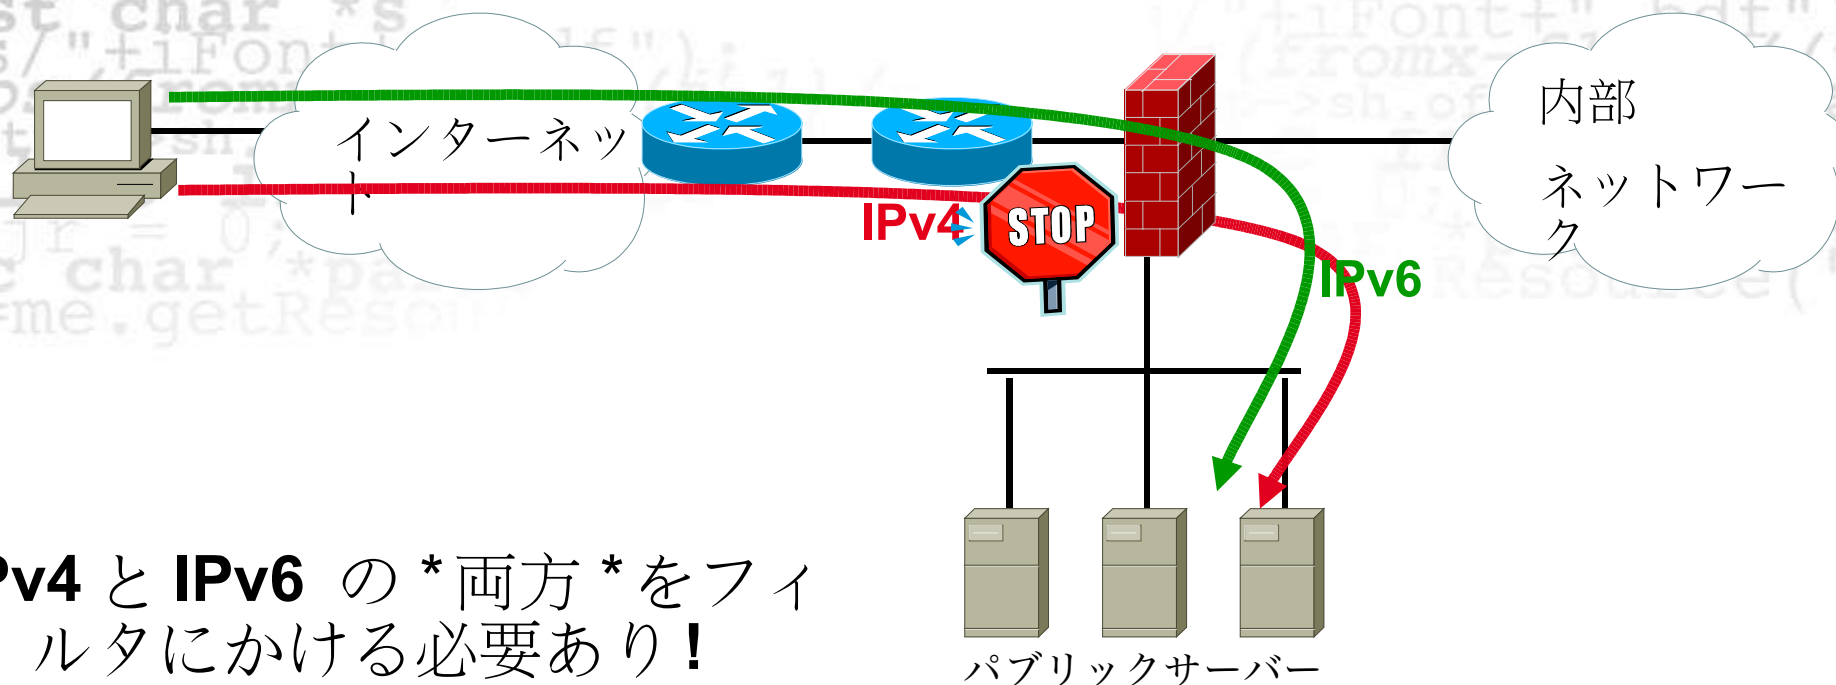 インターネッ
ト
内部
ネットワー
ク
IPv4
STOP
IPv6
Pv4 と IPv6 の *両方 *をフィ
ルタにかける必要あり!
パブリックサーバー